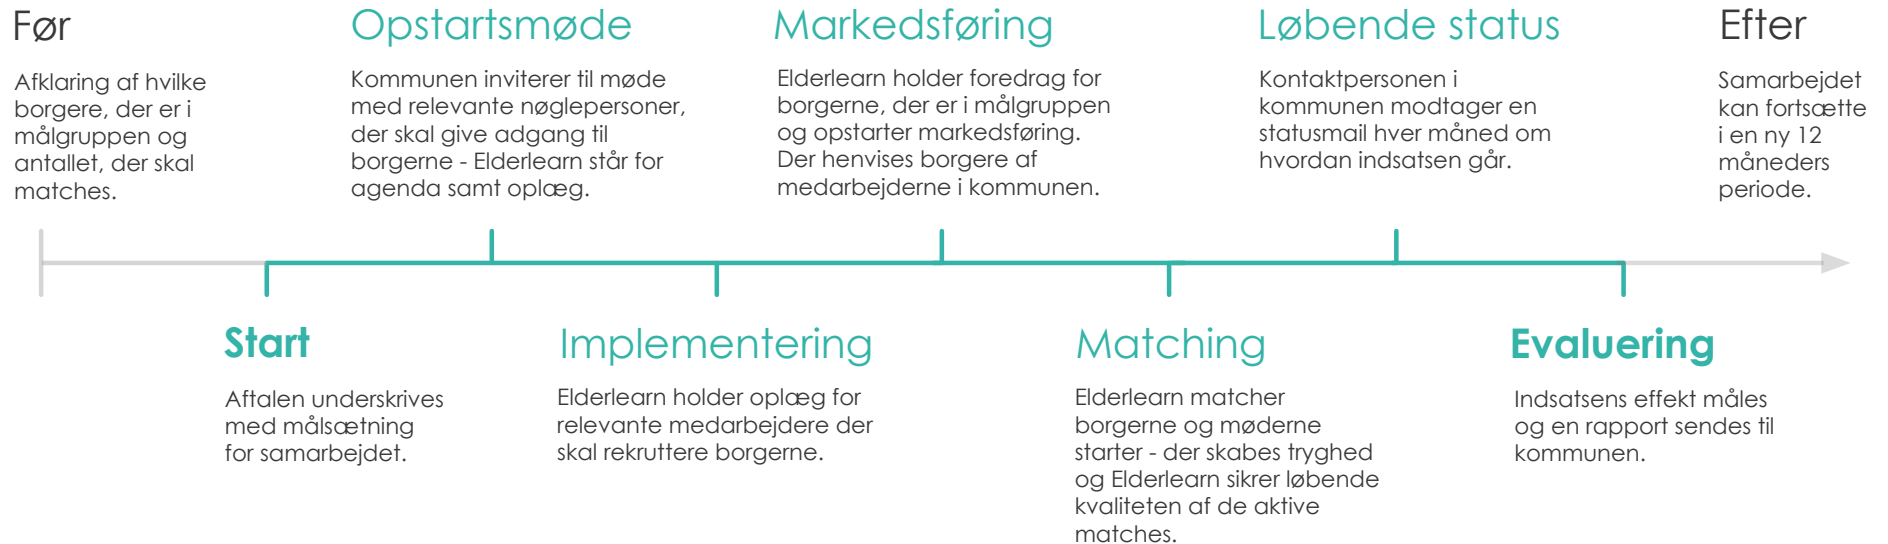 Før
Afklaring af hvilke
borgere, der er i
målgruppen og
antallet, der skal
matches.
Opstartsmøde
Kommunen inviterer til møde
med relevante nøglepersoner,
der skal give adgang til
borgerne - Elderlearn står for
agenda samt oplæg.
Markedsføring
Elderlearn holder foredrag for
borgerne, der er i målgruppen
og opstarter markedsføring.
Der henvises borgere af
medarbejderne i kommunen.
Løbende status
Kontaktpersonen i
kommunen modtager en
statusmail hver måned om
hvordan indsatsen går.
Efter
Samarbejdet
kan fortsætte
i en ny 12
måneders
periode.
Start
Aftalen underskrives
med målsætning
for samarbejdet.
Implementering
Elderlearn holder oplæg for
relevante medarbejdere der
skal rekruttere borgerne.
Matching
Elderlearn matcher
borgerne og møderne
starter - der skabes tryghed
og Elderlearn sikrer løbende
kvaliteten af de aktive
matches.
Evaluering
Indsatsens effekt måles
og en rapport sendes til
kommunen.